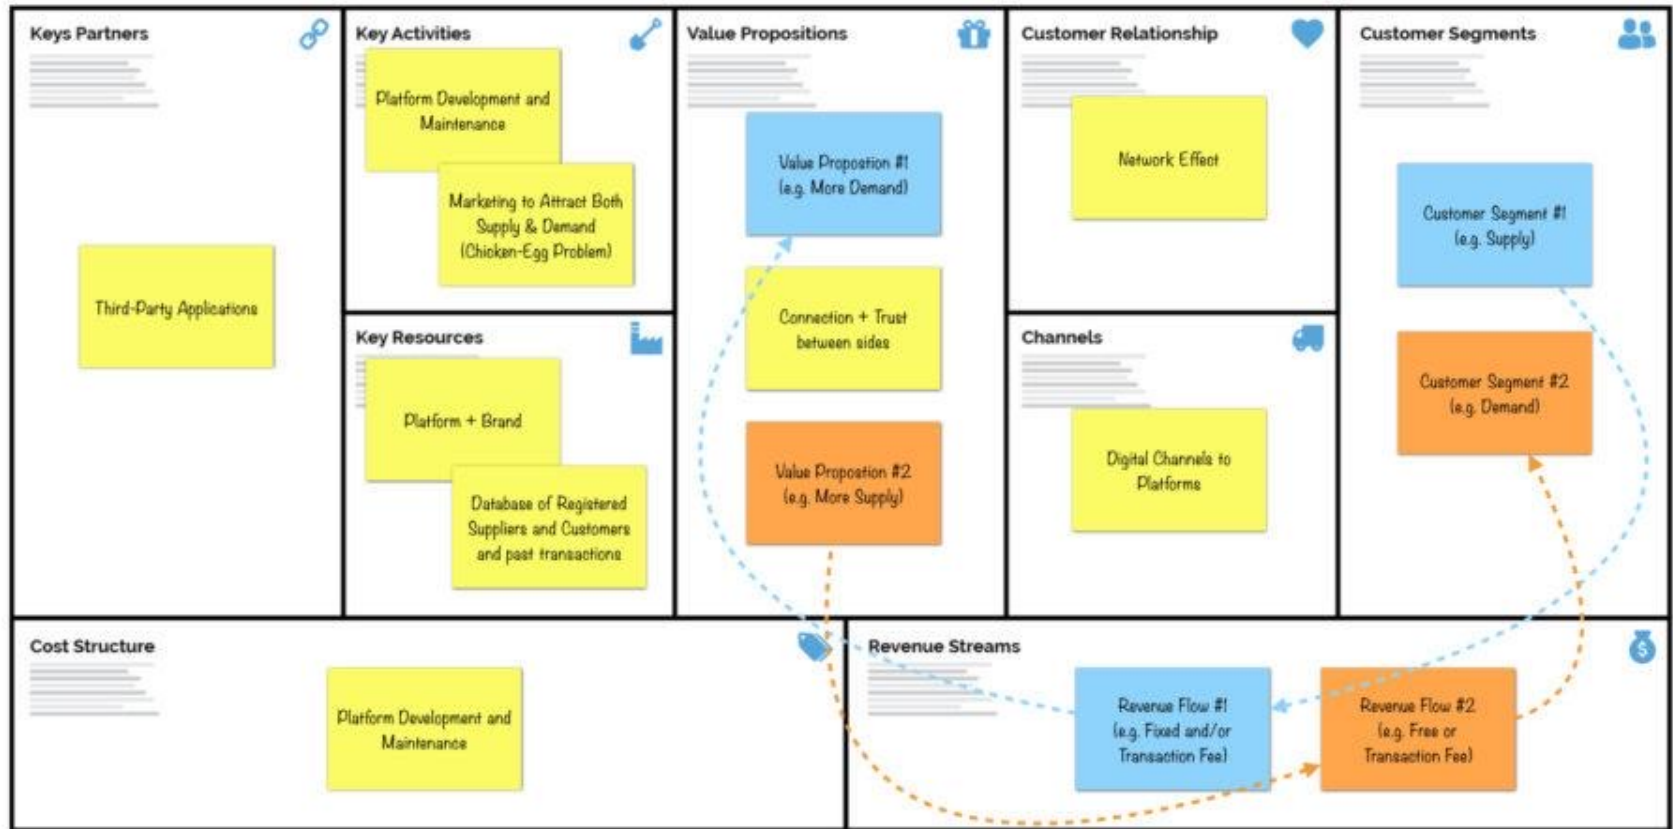 Keys Partners
Third-Party Applications
Key Activities
Platform Development and
Maintenance
Marketing to Attract Both
Supply & Demand
(Chicken-Egg Problem)
Key Resources
Platform + Brand
Database of Registered
Suppliers and Customers
and past transactions
Value Propositions
Value Propostion #1
(e.g. More Demand)
Connection + Trust
between sides
Value Propostion #2
(e.g. More Supply)
Customer Relationship
Network Effect
Channels
Digital Channels to
Platforms
Customer Segments
Customer Segment #1
(e.g. Supply)
Customer Segment #2
(e.g. Demand)
Cost Structure
Platform Development and
Maintenance
Revenue Streams
Revenue Flow #1
(e.g. Fixed and/or
Transaction Fee)
Revenue Flow #2
(e.g. Free or
Transaction Fee)
$